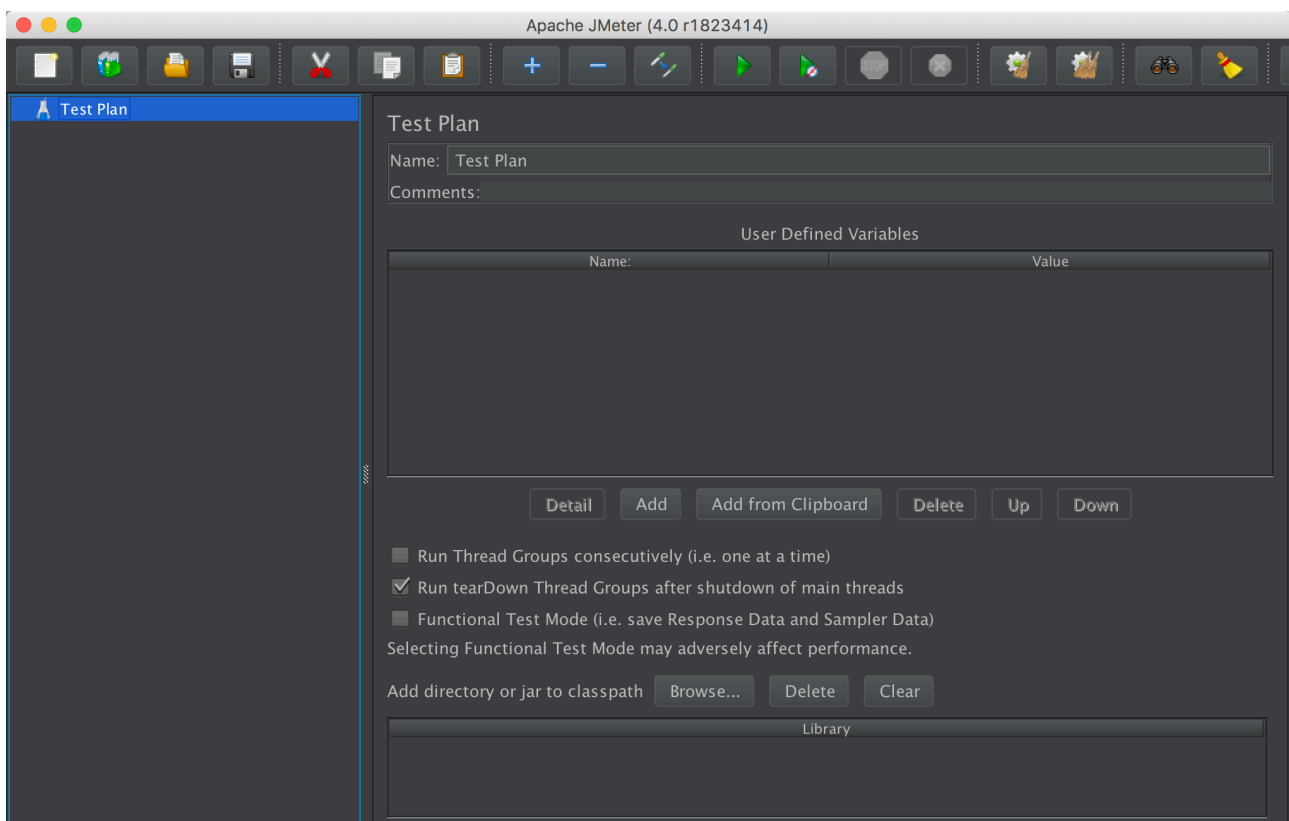 Apache JMeter (4.0 r1823414)
STOP
Test Plan
Test Plan
Name: Test Plan
Comments:
User Defined Variables
Name: Value
Detail Add Add from Clipboard Delete Up Down
Run Thread Groups consecutively (i.e. one at a time)
Run tearDown Thread Groups after shutdown of main threads
Functional Test Mode (i.e. save Response Data and Sampler Data)
Selecting Functional Test Mode may adversely affect performance.
Add directory or jar to classpath Browse... Delete Clear
Library